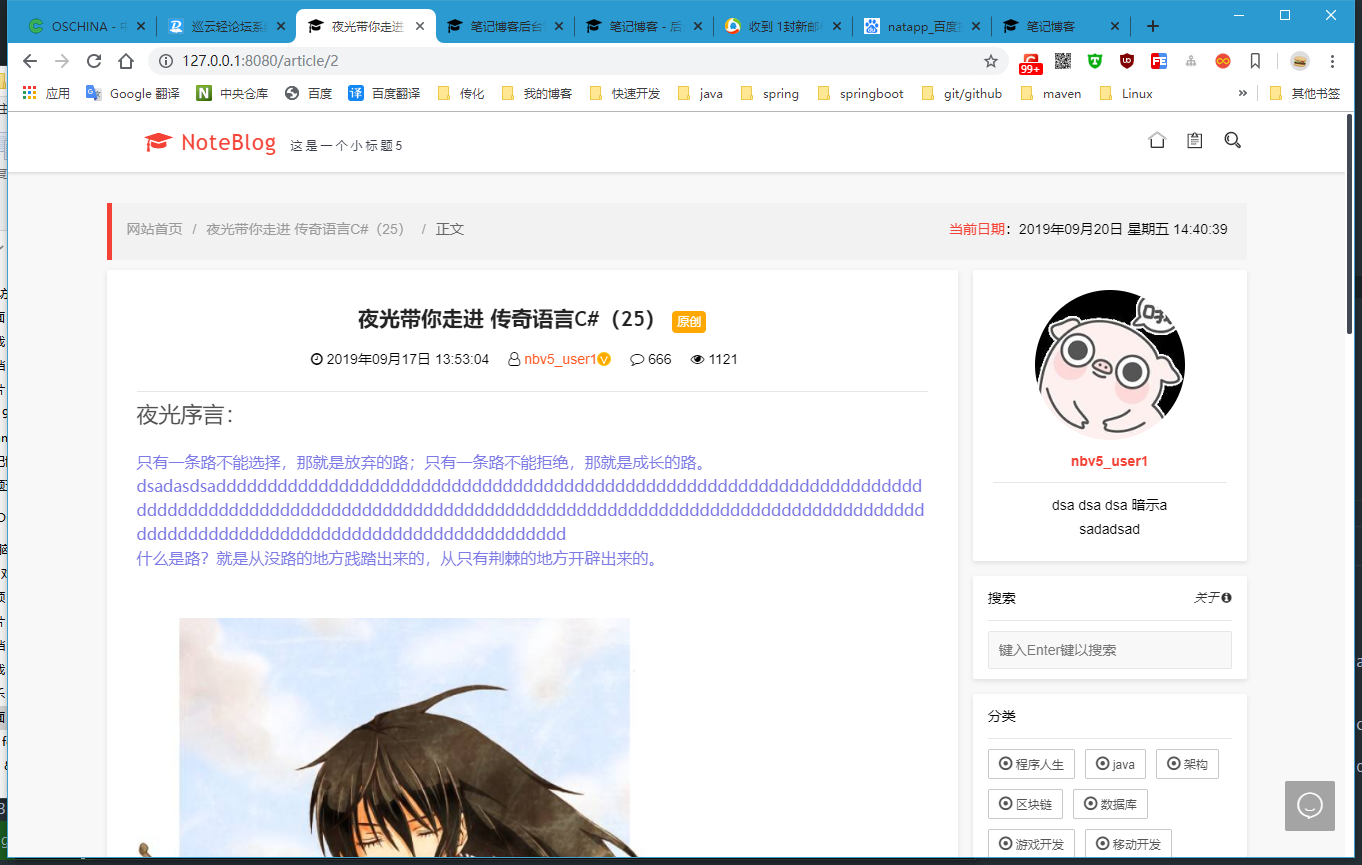 OSCHINA - 中
巡云轻论坛系
夜光带你走进
笔记博客后台
笔记博客 - 后
收到 1封新邮
natapp_百度
笔记博客
127.0.0.1:8080/article/2
99+
应用
Google 翻译
中央仓库
百度
译 百度翻译
传化
我的博客
快速开发
java
spring
springboot
git/github
maven
Linux
»
其他书签
NoteBlog 这是一个小标题5
网站首页 / 夜光带你走进 传奇语言C#（25） / 正文
当前日期：2019年09月20日 星期五 14:40:39
夜光带你走进 传奇语言C#（25） 原创
2019年09月17日 13:53:04 nbv5_user1 V 666 1121
夜光序言：
只有一条路不能选择，那就是放弃的路；只有一条路不能拒绝，那就是成长的路。
dsadasdsaddddddddddddddddddddddddddddddddddddddddddddddddddddddddddddddddddd
ddddddddddddddddddddddddddddddddddddddddddddddddddddddddddddddddddddddddddddd
dddddddddddddddddddddddddddddddddddddddddd
什么是路？就是从没路的地方践踏出来的，从只有荆棘的地方开辟出来的。
nbv5_user1
dsa dsa dsa 暗示a
sadadsad
搜索
关于
键入Enter键以搜索
分类
程序人生
java
架构
区块链
数据库
游戏开发
移动开发